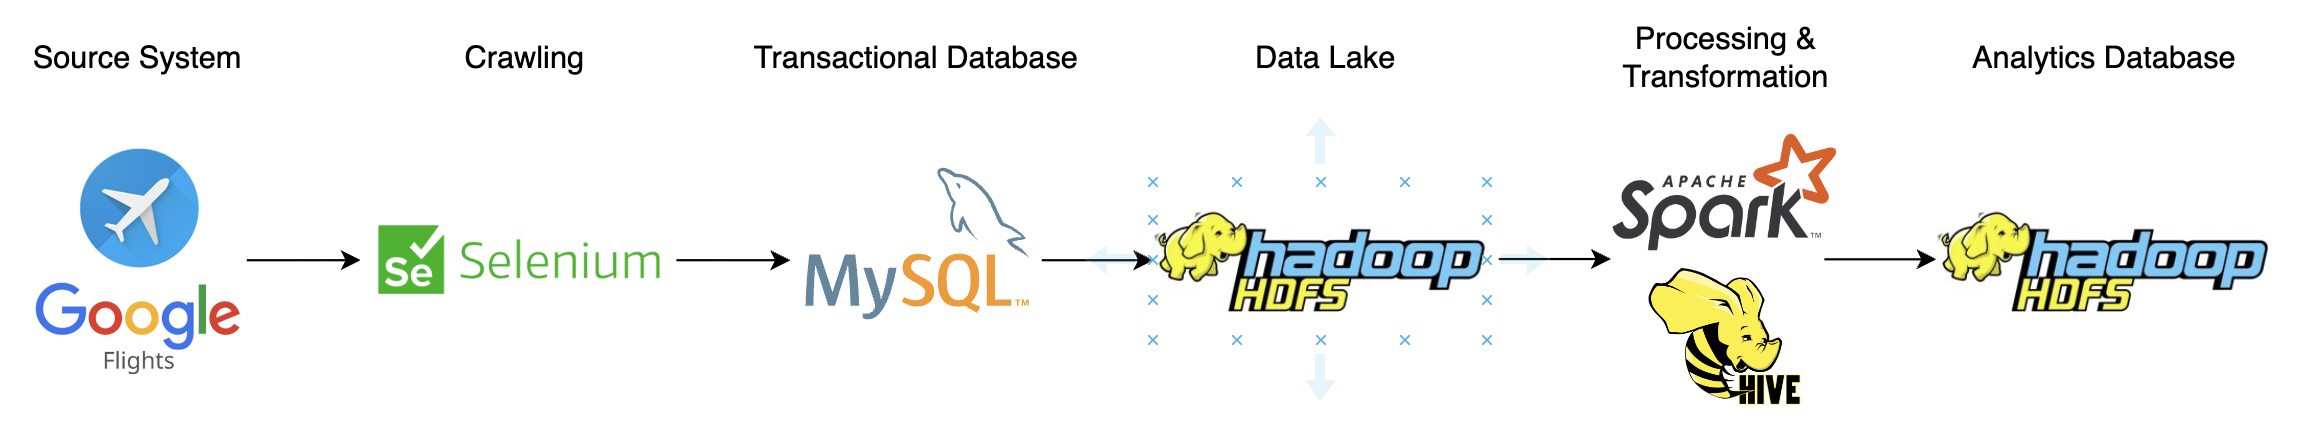 Source System
Crawling
Transactional Database
Data Lake
Processing &
Transformation
Analytics Database
Google
Flights
Se Selenium
MySQL™
hadoop
HDFS
APACHE
Spark™
HIVE
hadoop
HDFS